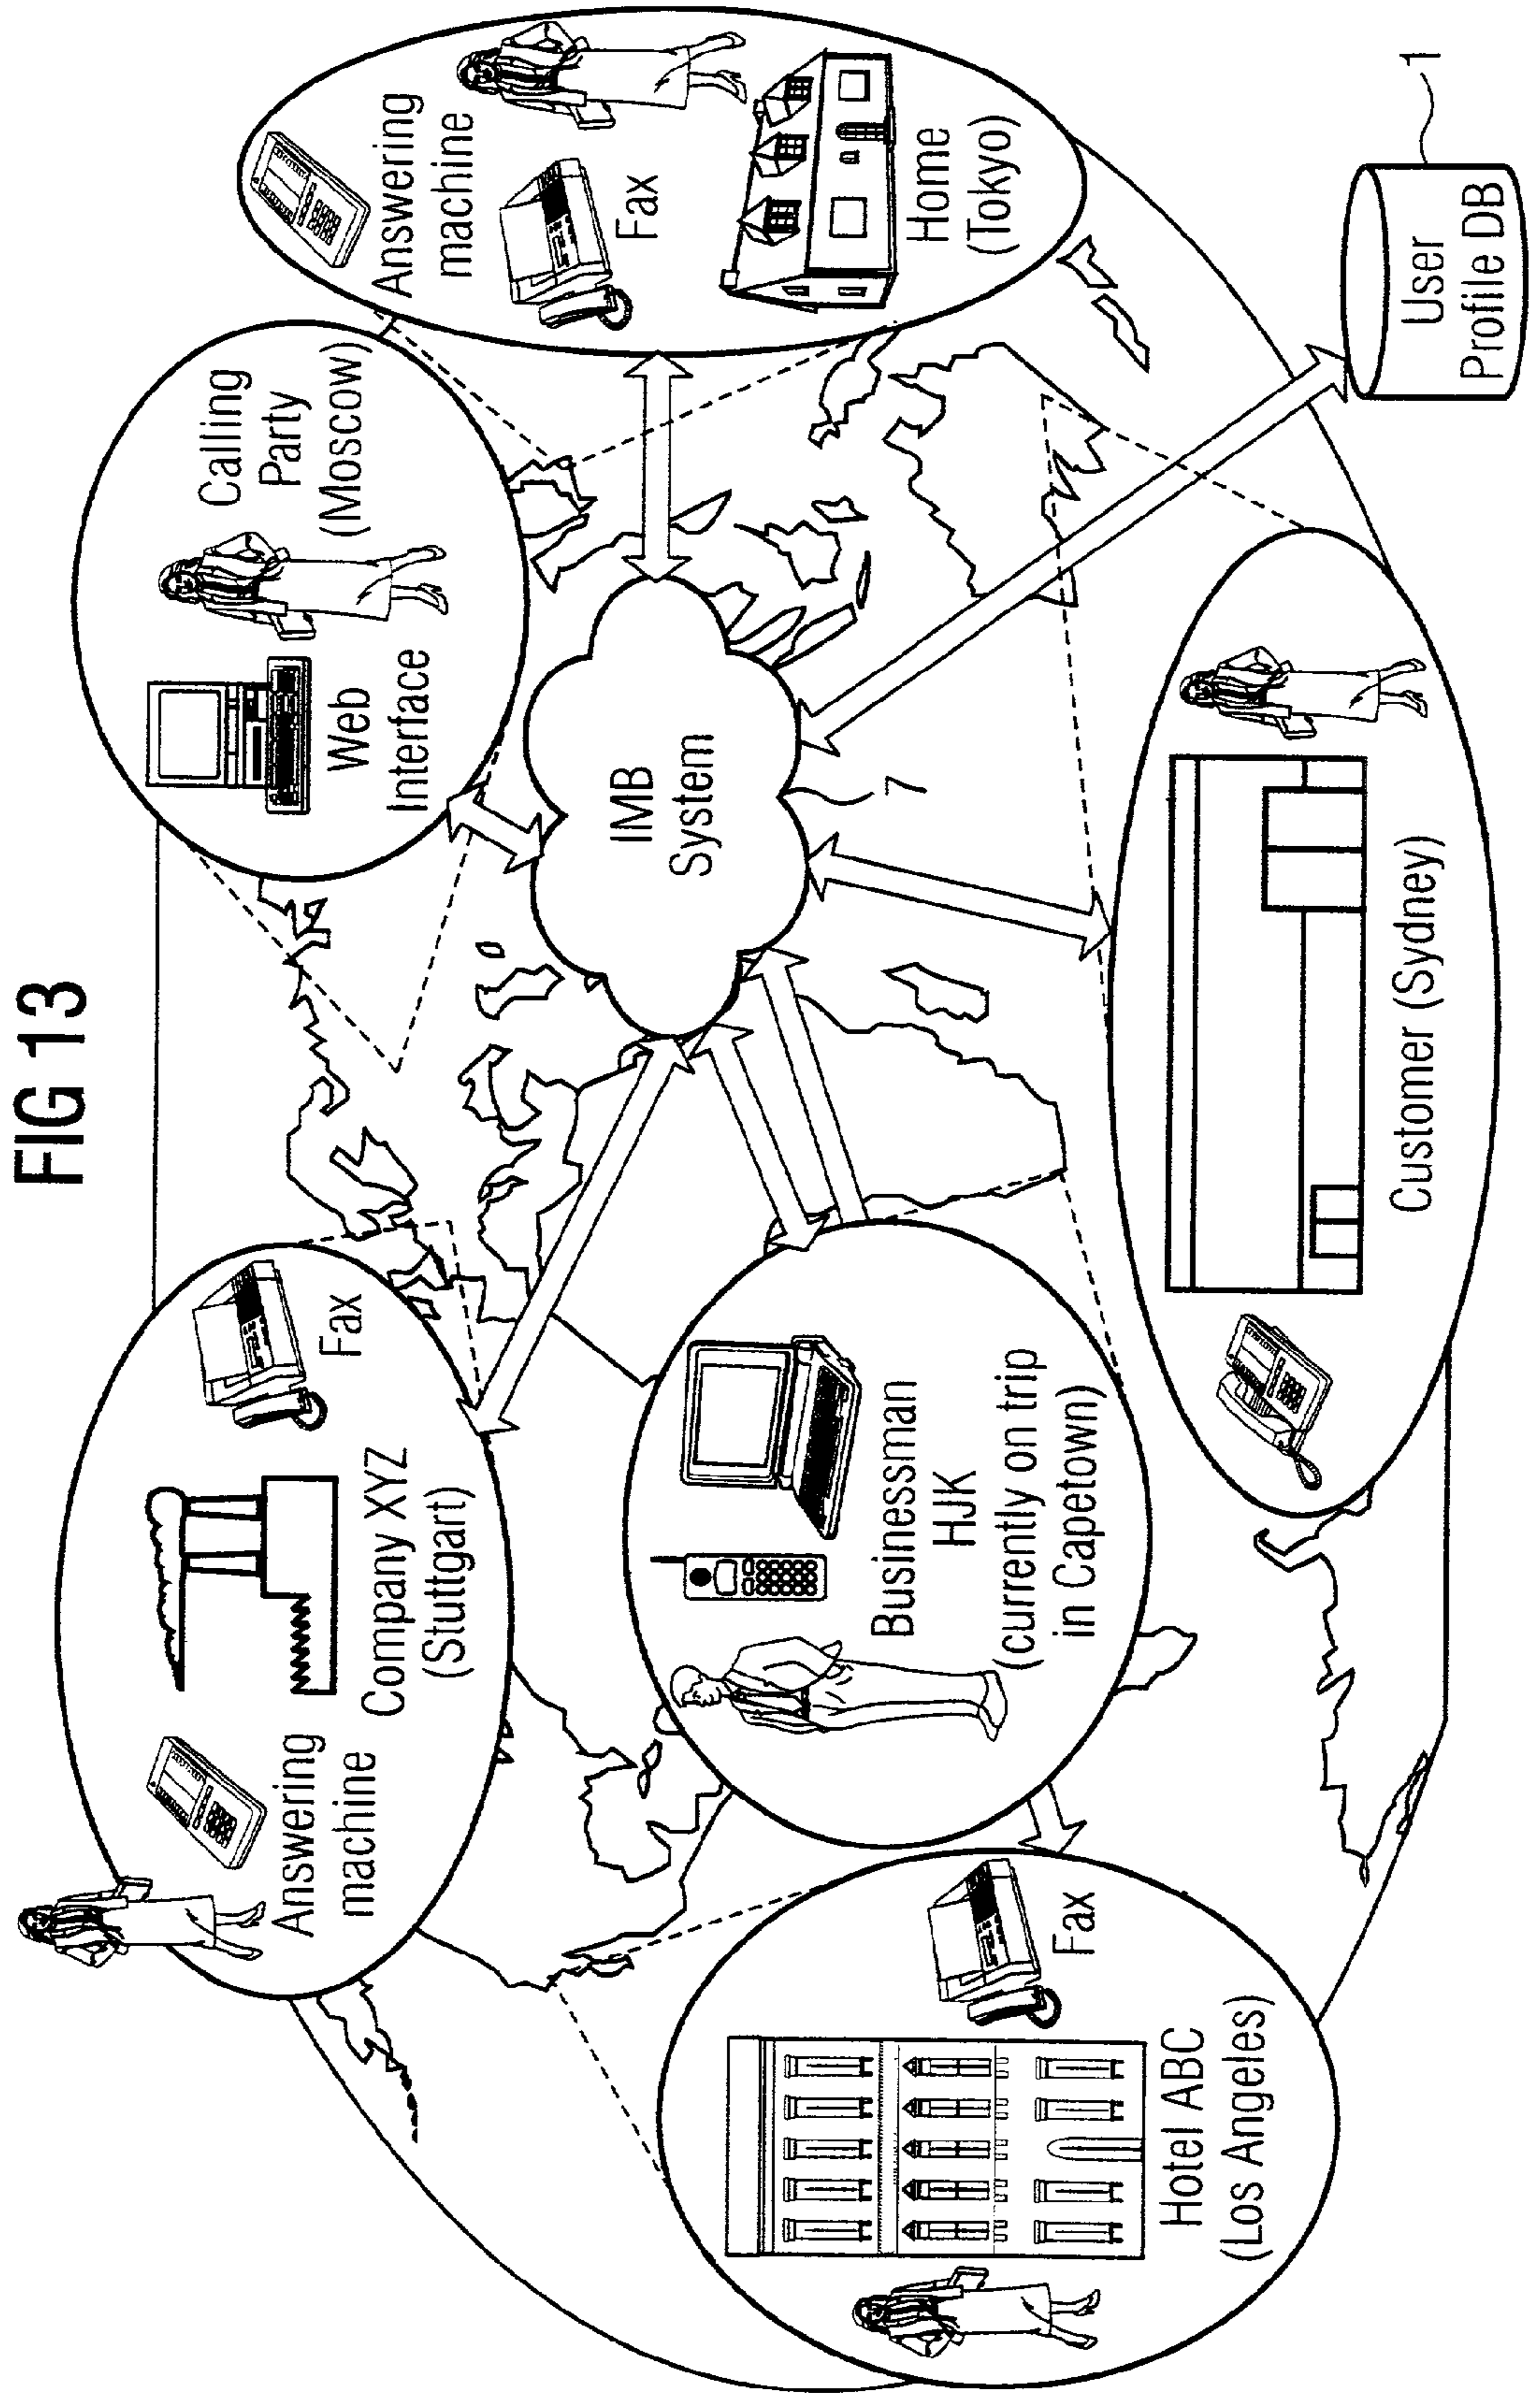 FIG 13
Answering
machine
Company XYZ
(Stuttgart)
Fax
Web
Interface
Calling
Party
(Moscow)
Answering
machine
Fax
Home
(Tokyo)
IMB
System
7
Businessman
HJK
(currently on trip
in Capetown)
Hotel ABC
(Los Angeles)
Fax
Customer (Sydney)
User
Profile DB
1